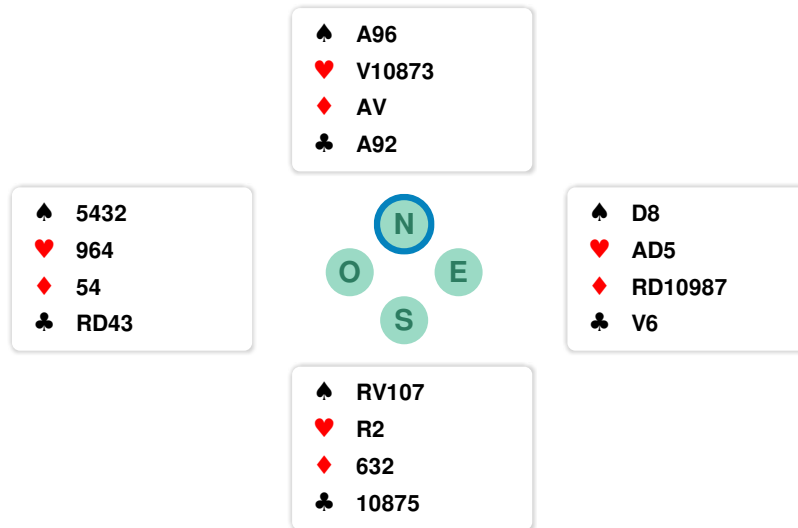 ♠ A96
♥ V10873
♦ AV
♣ A92
♠ 5432
♥ 964
♦ 54
♣ RD43
N
O E
S
♠ D8
♥ AD5
♦ RD10987
♣ V6
♠ RV107
♥ R2
♦ 632
♣ 10875